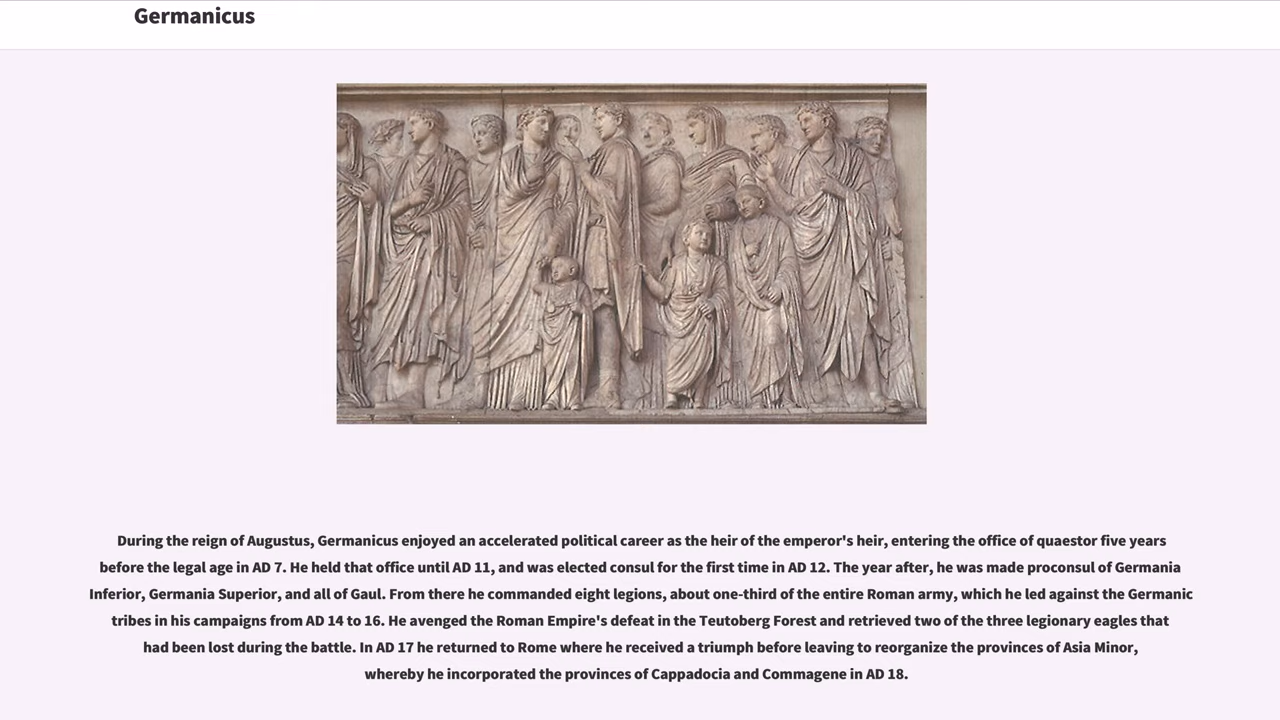 Germanicus
During the reign of Augustus, Germanicus enjoyed an accelerated political career as the heir of the emperor's heir, entering the office of quaestor five years
before the legal age in AD 7. He held that office until AD 11, and was elected consul for the first time in AD 12. The year after, he was made proconsul of Germania
Inferior, Germania Superior, and all of Gaul. From there he commanded eight legions, about one-third of the entire Roman army, which he led against the Germanic
tribes in his campaigns from AD 14 to 16. He avenged the Roman Empire's defeat in the Teutoberg Forest and retrieved two of the three legionary eagles that
had been lost during the battle. In AD 17 he returned to Rome where he received a triumph before leaving to reorganize the provinces of Asia Minor,
whereby he incorporated the provinces of Cappadocia and Commagene in AD 18.